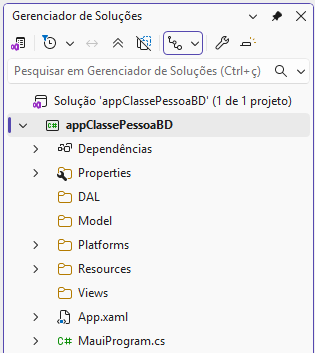 Gerenciador de Soluções
Pesquisar em Gerenciador de Soluções (Ctrl+ç)
Solução 'appClassePessoaBD' (1 de 1 projeto)
C# appClassePessoaBD
Dependências
Properties
DAL
Model
Platforms
Resources
Views
App.xaml
C# MauiProgram.cs